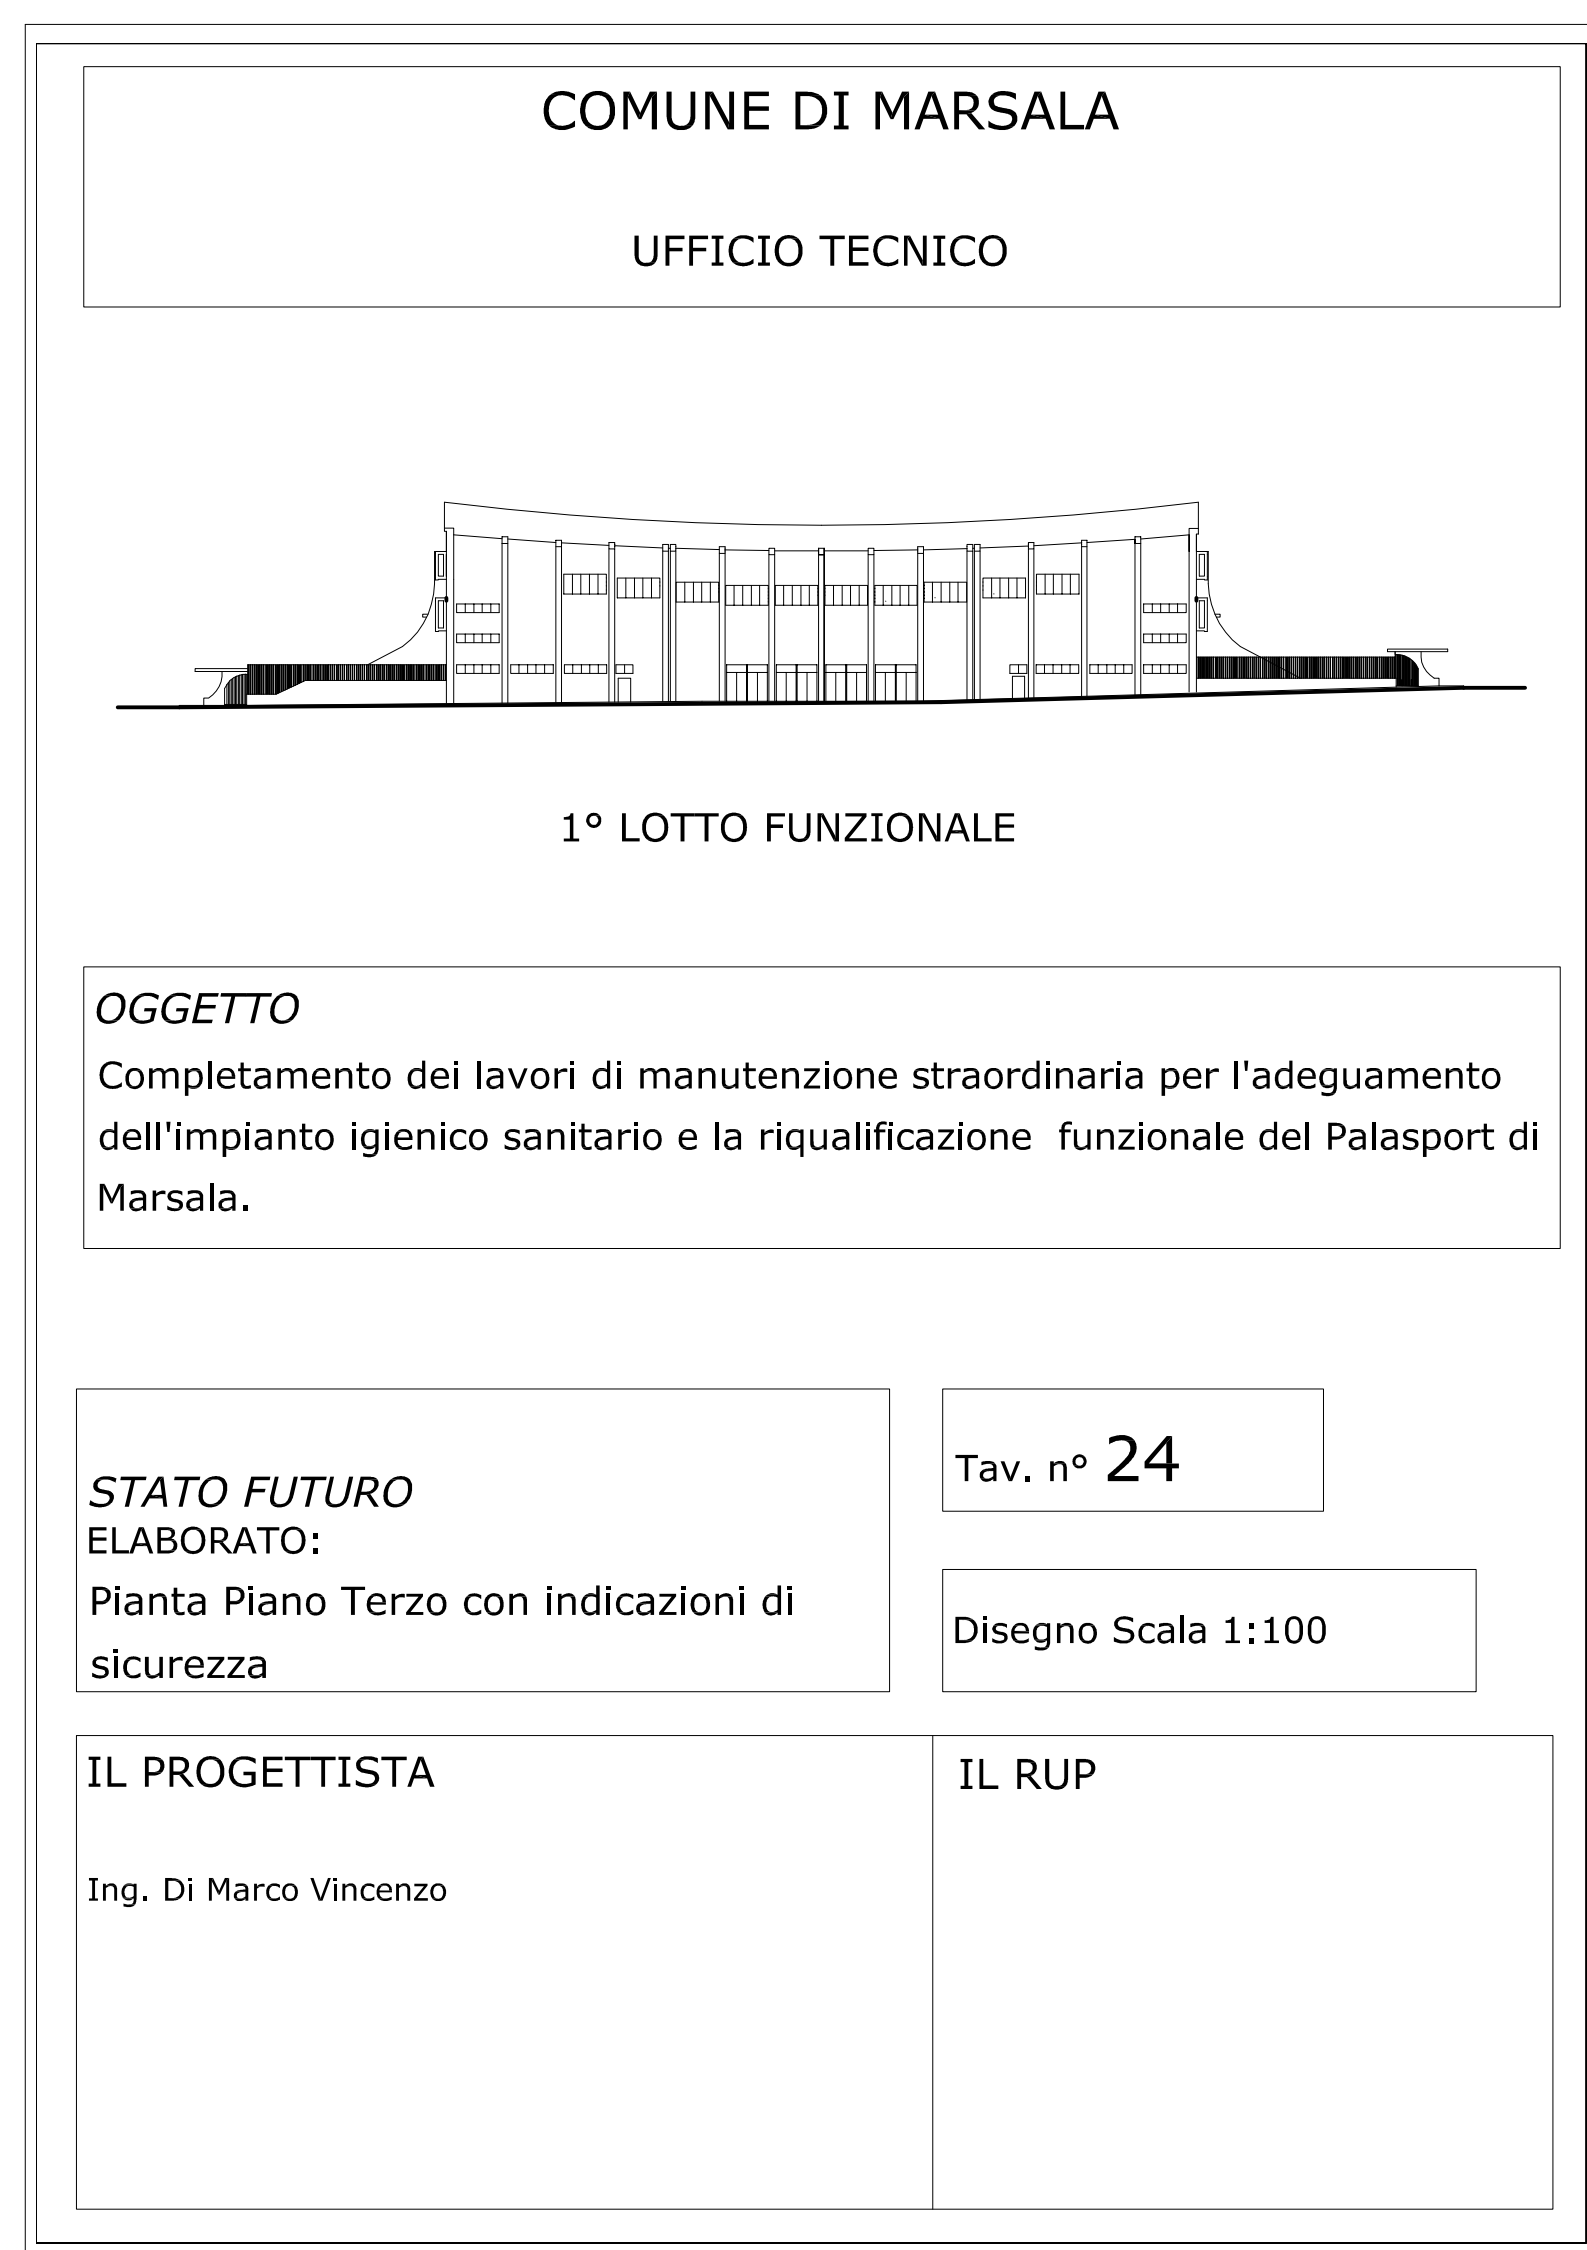 COMUNE DI MARSALA
UFFICIO TECNICO
1° LOTTO FUNZIONALE
OGGETTO
Completamento dei lavori di manutenzione straordinaria per l'adeguamento
dell'impianto igienico sanitario e la riqualificazione funzionale del Palasport di
Marsala.
STATO FUTURO
ELABORATO:
Pianta Piano Terzo con indicazioni di
sicurezza
Tav. n° 24
Disegno Scala 1:100
IL PROGETTISTA
Ing. Di Marco Vincenzo
IL RUP